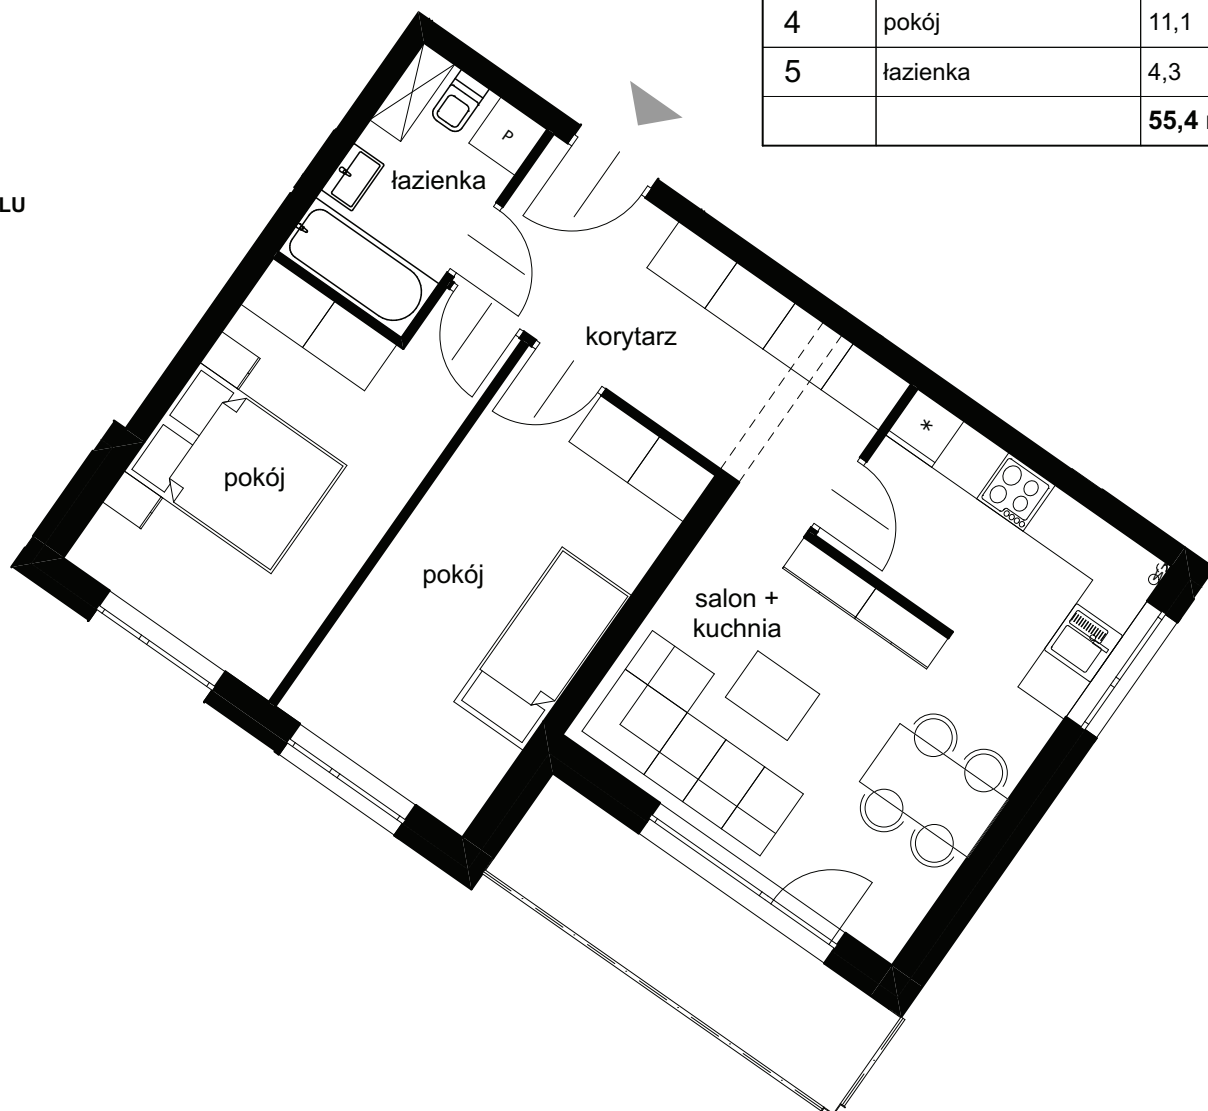 4 pokój 11,1
5 łazienka 4,3
55,4
LU
łazienka
P
korytarz
*
pokój
pokój
salon +
kuchnia